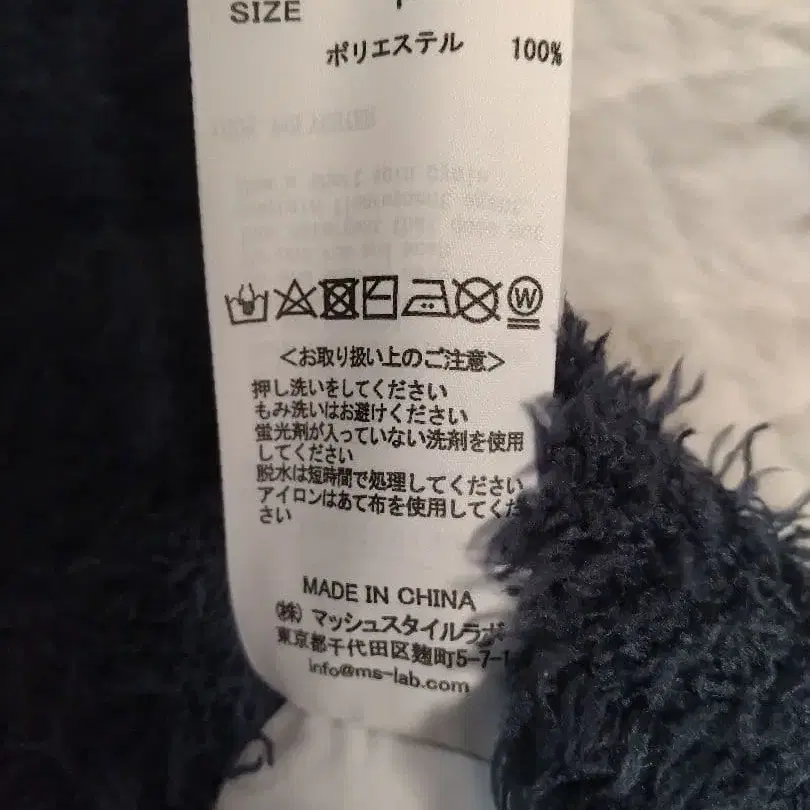 SIZE
ポリエステル 100%
W
<お取り扱い上のご注意>
押し洗いをしてください
もみ洗いはお避けください
蛍光剤が入っていない洗剤を使用
してください
脱水は短時間で処理してください
アイロンはあて布を使用してくだ
さい
MADE IN CHINA
(株) マッシュスタイルラボ
東京都千代田区麹町5-7-1
info@ms-lab.com